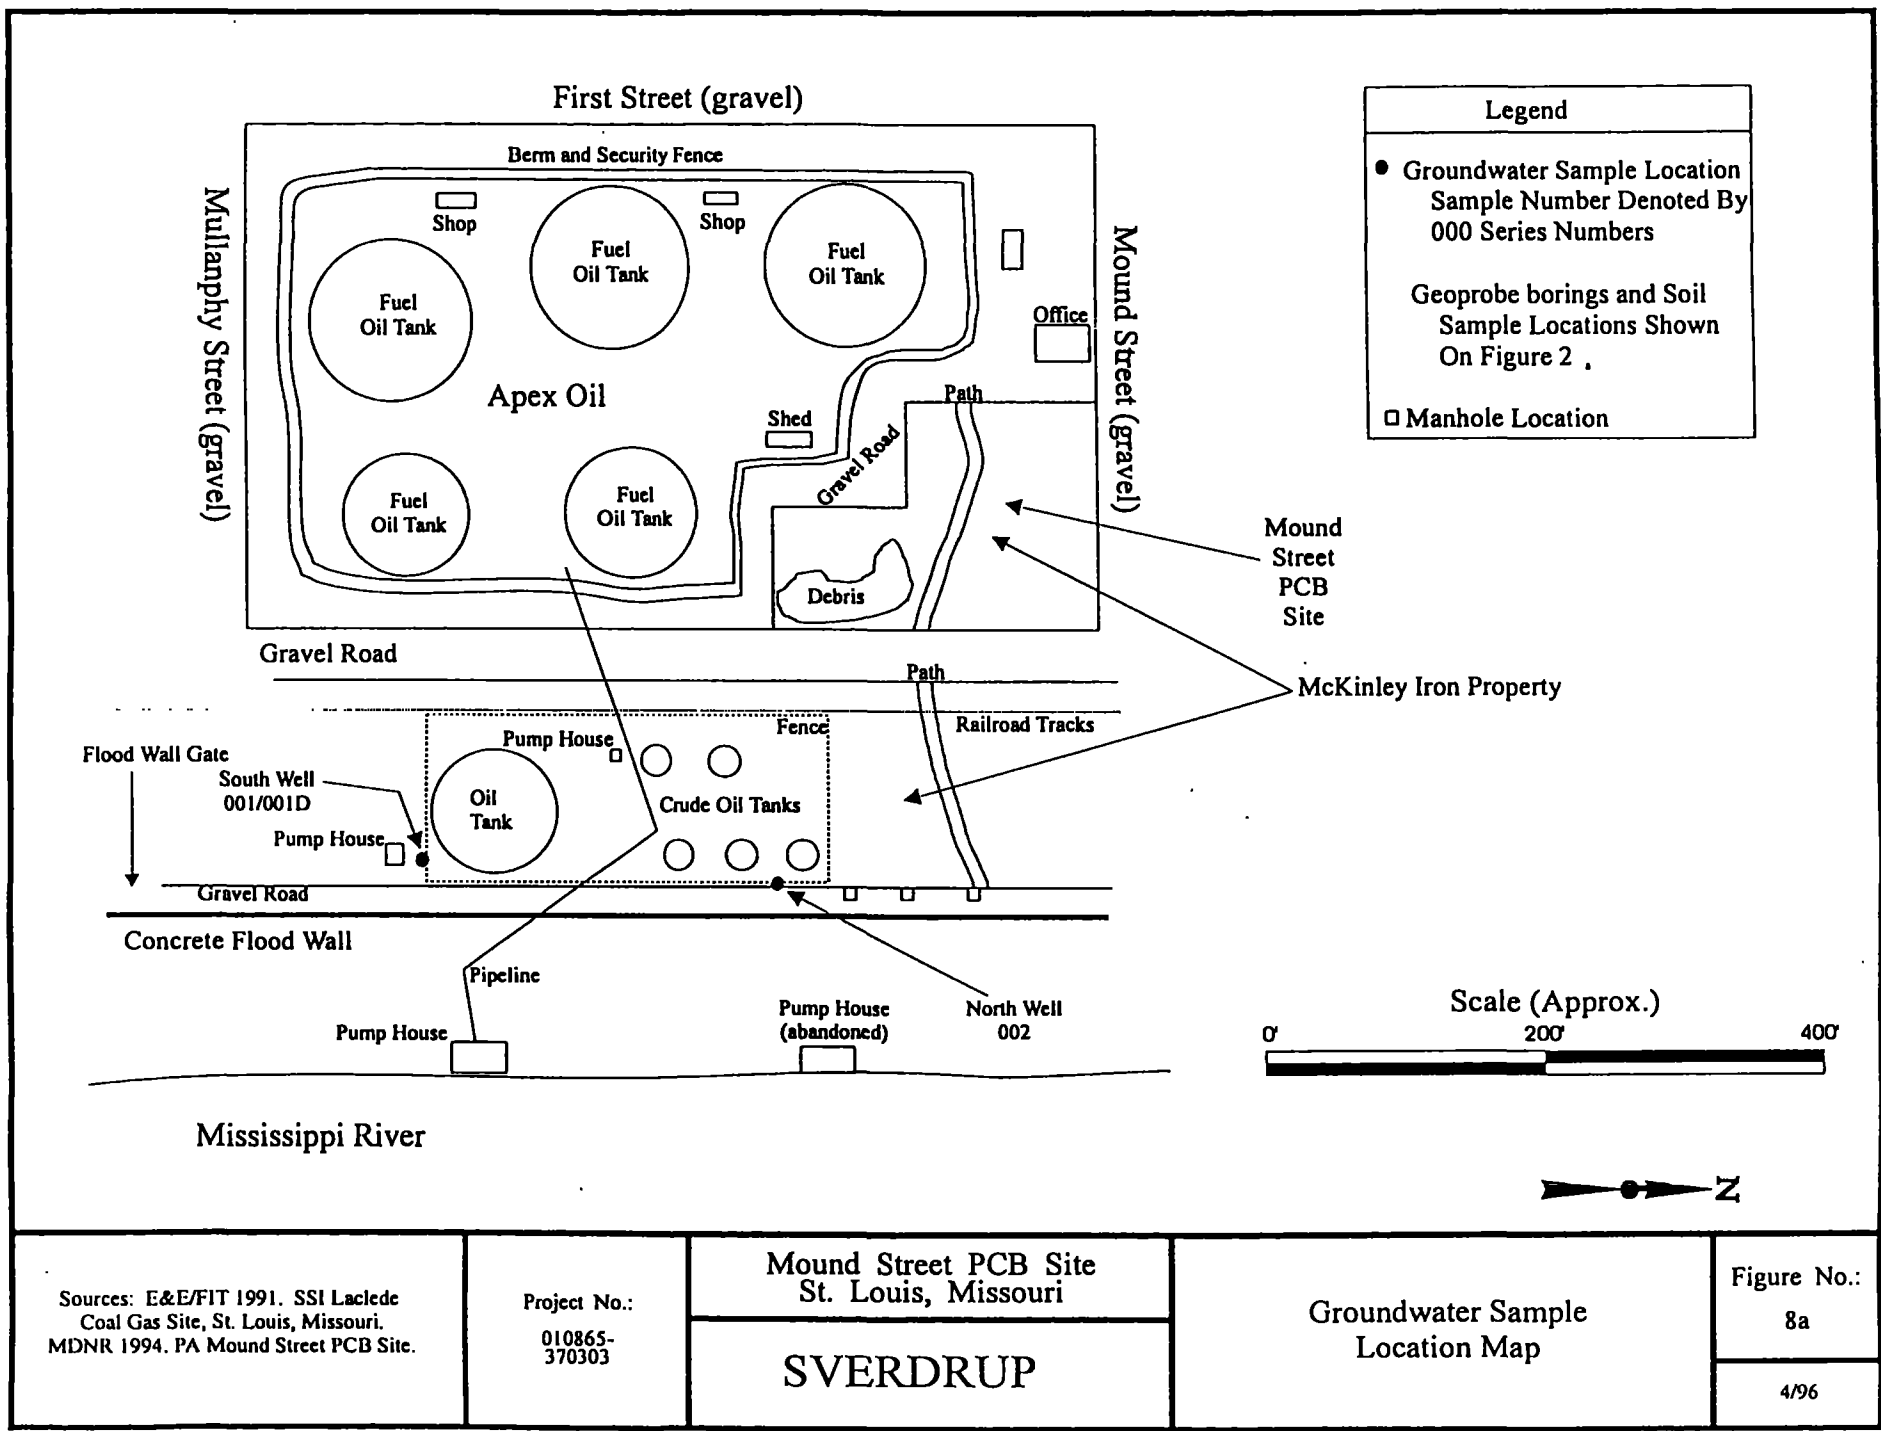 First Street (gravel)
Berm and Security Fence
Mullanphy Street (gravel)
Shop
Shop
Fuel
Oil Tank
Fuel
Oil Tank
Fuel
Oil Tank
Office
Mound Street (gravel)
Apex Oil
Path
Shed
Gravel Road
Fuel
Oil Tank
Fuel
Oil Tank
Debris
Mound
Street
PCB
Site
Legend
Groundwater Sample Location
Sample Number Denoted By
000 Series Numbers
Geoprobe borings and Soil
Sample Locations Shown
On Figure 2
Manhole Location
Gravel Road
Path
McKinley Iron Property
Railroad Tracks
Fence
Pump House
Flood Wall Gate
South Well
001/001D
Oil
Tank
Crude Oil Tanks
Pump House
Gravel Road
Concrete Flood Wall
Pipeline
Pump House
Pump House
(abandoned)
North Well
002
Scale (Approx.)
0' 200' 400'
Mississippi River
N
Sources: E&E/FIT 1991. SSI Laclede
Coal Gas Site, St. Louis, Missouri.
MDNR 1994. PA Mound Street PCB Site.
Project No.:
010865-
370303
Mound Street PCB Site
St. Louis, Missouri
SVERDRUP
Groundwater Sample
Location Map
Figure No.:
8a
4/96